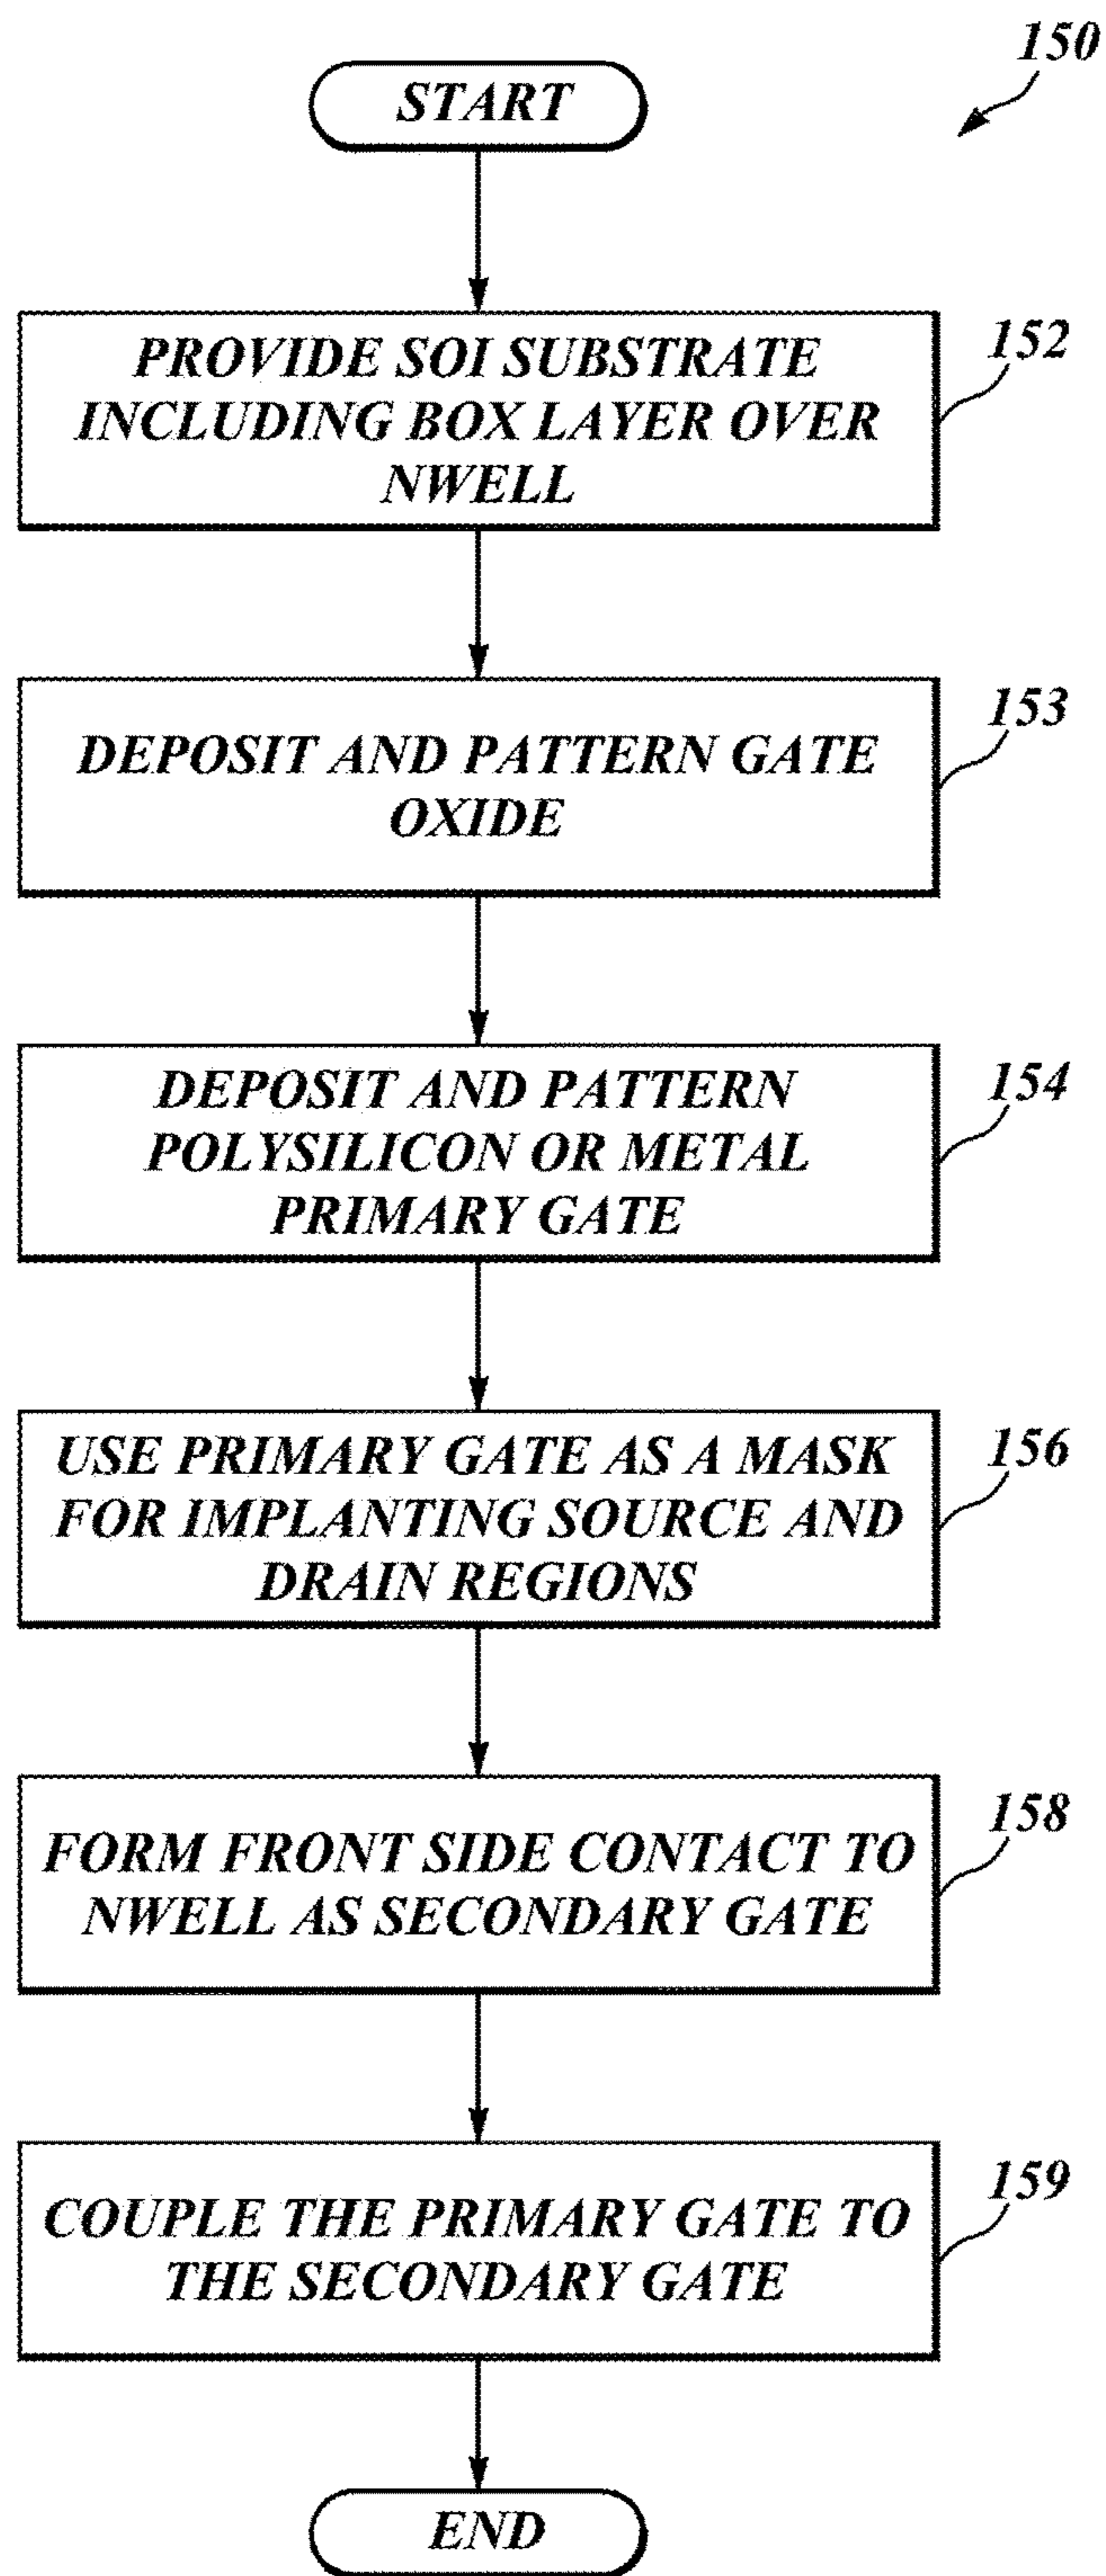 150
START
PROVIDE SOI SUBSTRATE
INCLUDING BOX LAYER OVER
NWELL
152
DEPOSIT AND PATTERN GATE
OXIDE
153
DEPOSIT AND PATTERN
POLYSILICON OR METAL
PRIMARY GATE
154
USE PRIMARY GATE AS A MASK
FOR IMPLANTING SOURCE AND
DRAIN REGIONS
156
FORM FRONT SIDE CONTACT TO
NWELL AS SECONDARY GATE
158
COUPLE THE PRIMARY GATE TO
THE SECONDARY GATE
159
END